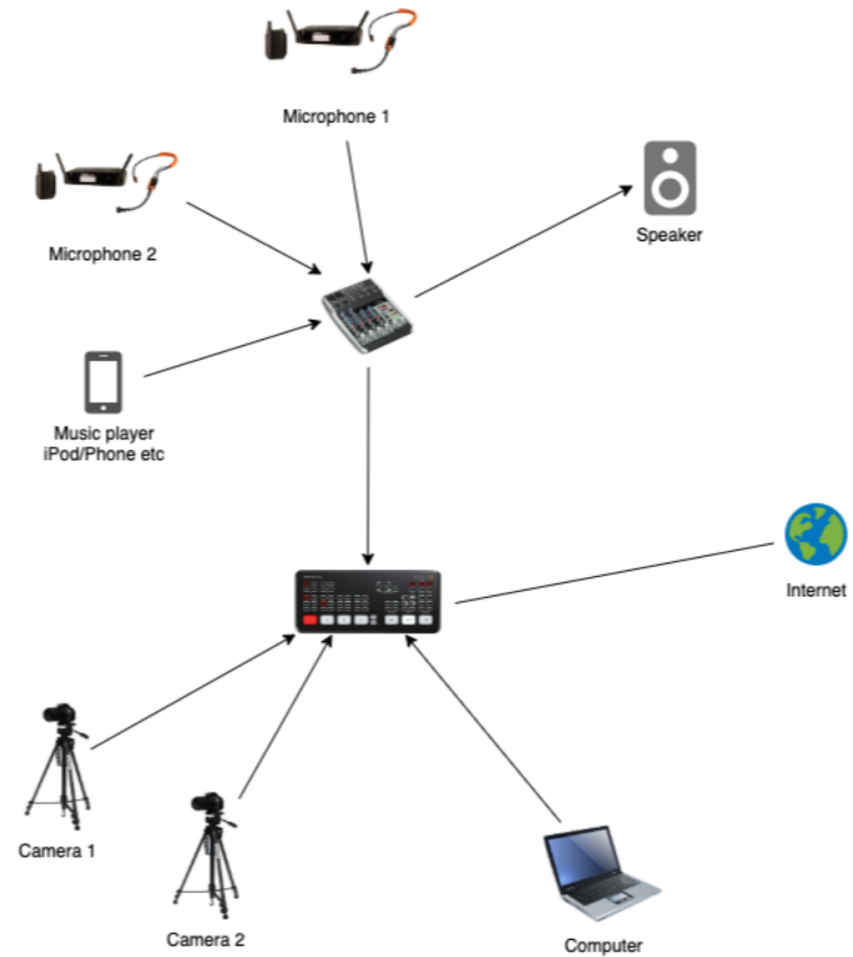 Microphone 1
Microphone 2
Speaker
Music player
iPod/Phone etc
Internet
Camera 1
Camera 2
Computer